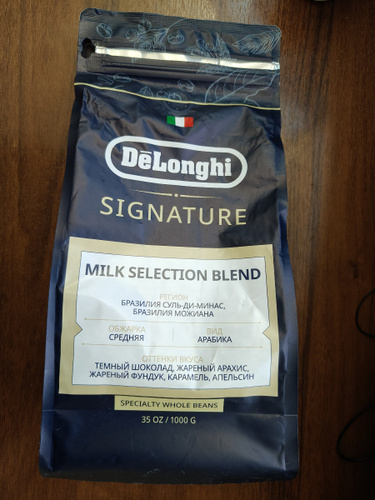 DeLonghi
SIGNATURE
MILK SELECTION BLEND
РЕГИОН
БРАЗИЛИЯ СУЛЬ-ДИ-МИНАС,
БРАЗИЛИЯ МОЖИАНА
ОБЖАРКА
СРЕДНЯЯ
ВИД
АРАБИКА
ОТТЕНКИ ВКУСА
ТЕМНЫЙ ШОКОЛАД, ЖАРЕНЫЙ АРАХИС,
ЖАРЕНЫЙ ФУНДУК, КАРАМЕЛЬ, АПЕЛЬСИН
SPECIALTY WHOLE BEANS
35 OZ / 1000 G